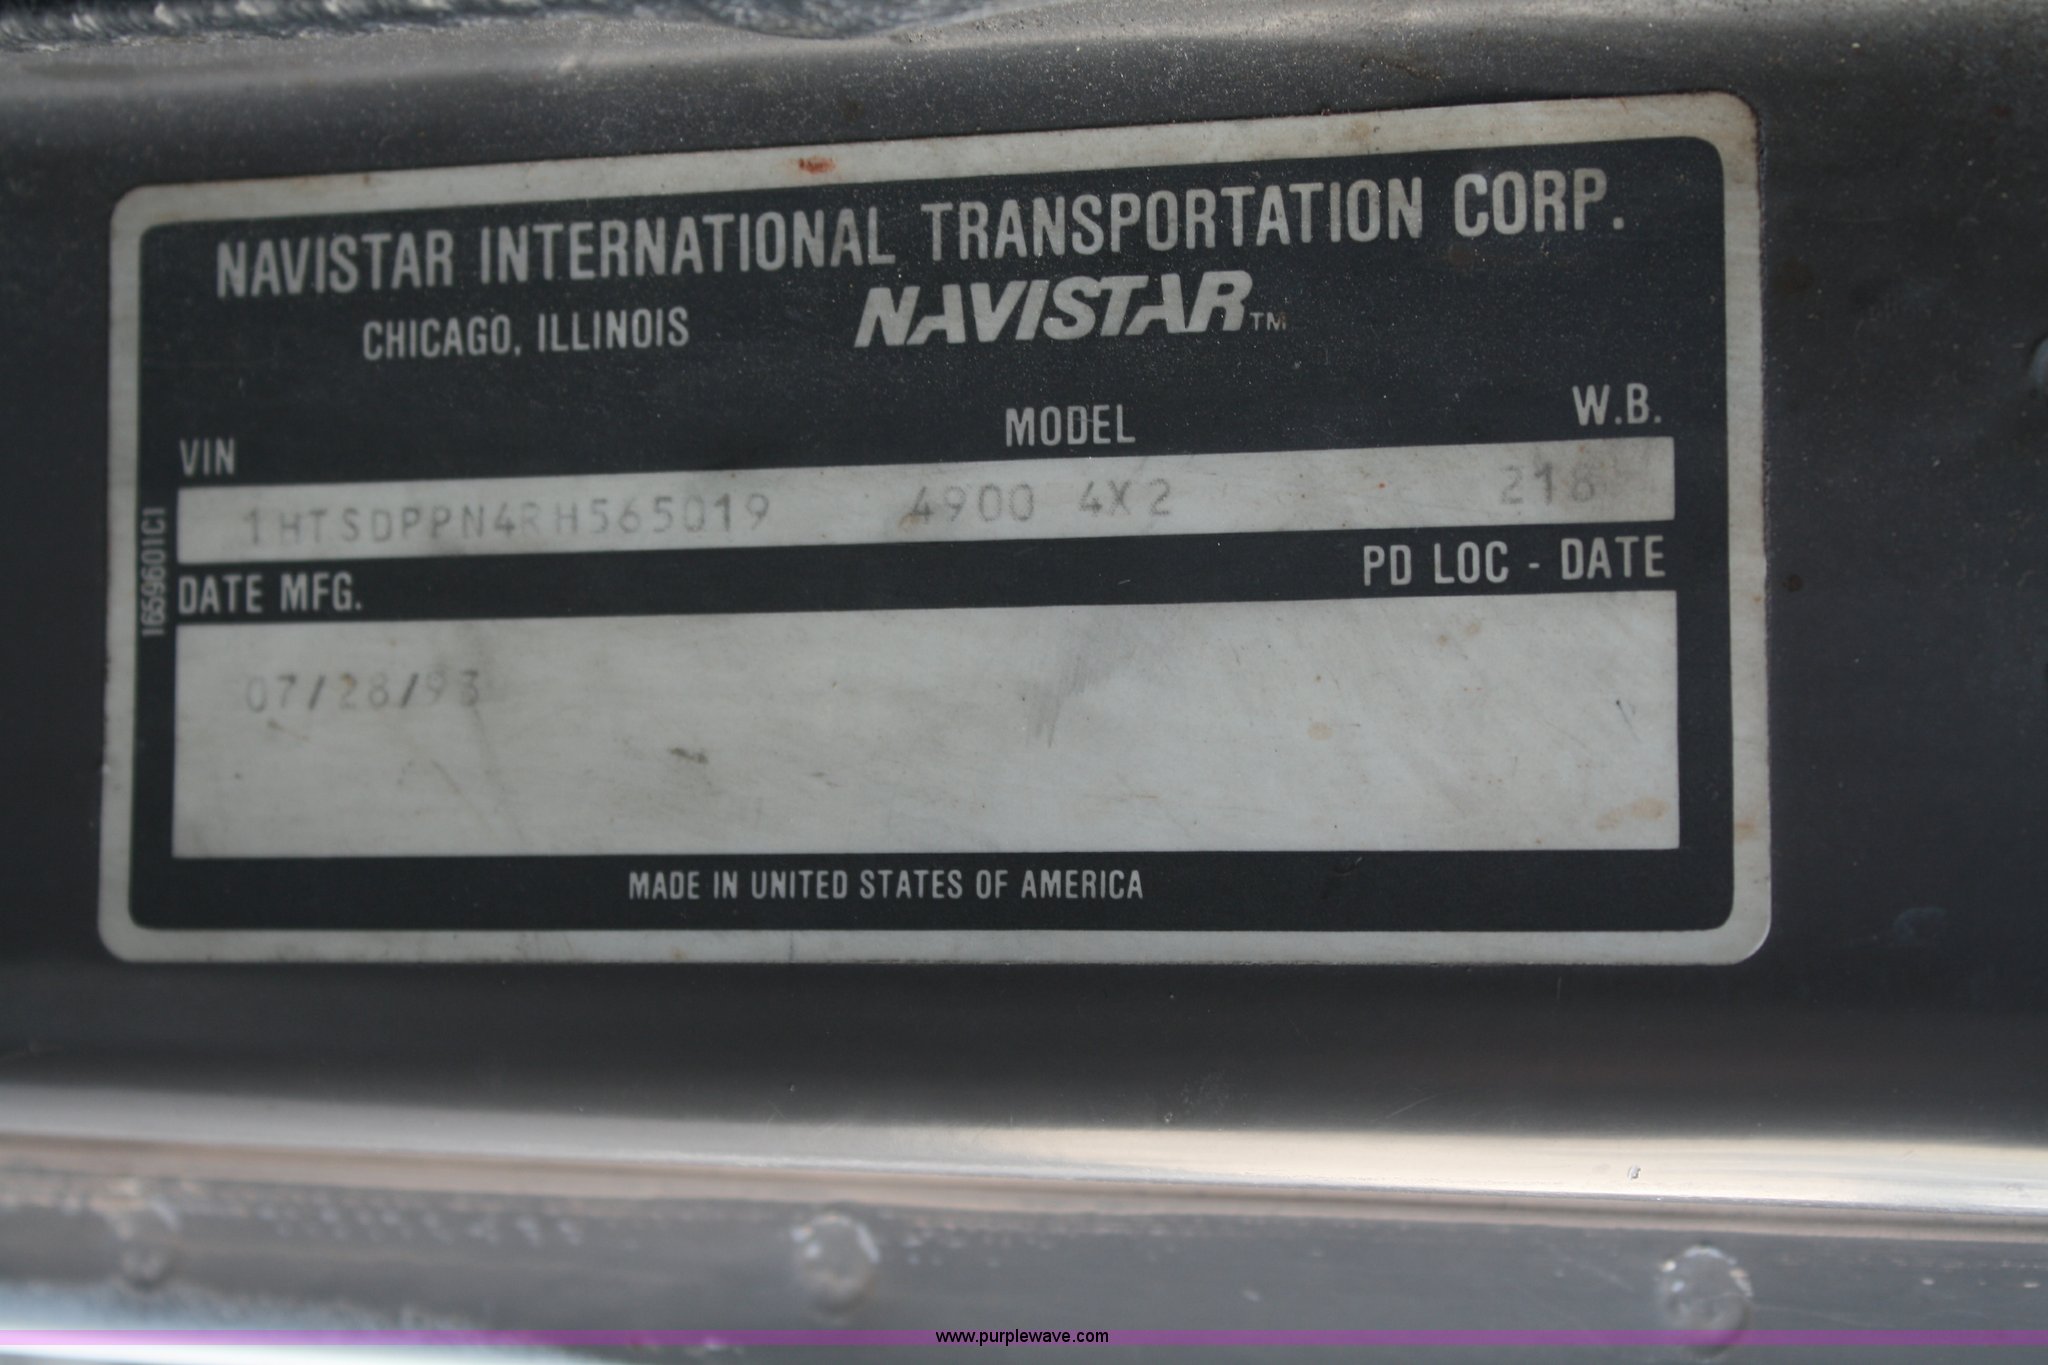 NAVISTAR INTERNATIONAL TRANSPORTATION CORP.
CHICAGO, ILLINOIS NAVISTAR™
VIN MODEL W.B.
1HTSDPPN4RH565019 4900 4X2 216
DATE MFG. PD LOC - DATE
07/28/93
MADE IN UNITED STATES OF AMERICA
1659601C1
www.purplewave.com